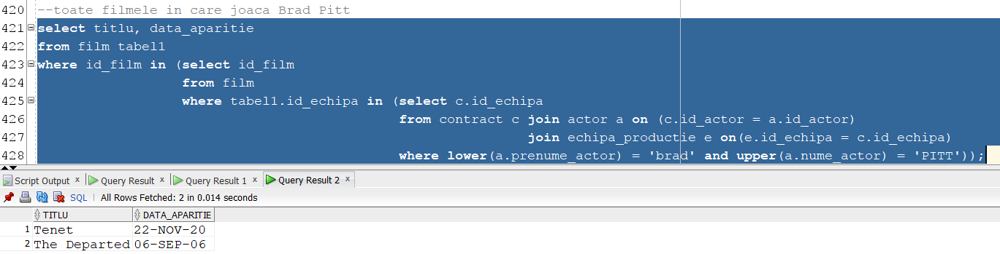 420 --toate filmele in care joaca Brad Pitt
421 select titlu, data_aparitie
422 from film tabel1
423 where id_film in (select id_film
424 from film
425 where tabel1.id_echipa in (select c.id_echipa
426 from contract c join actor a on (c.id_actor = a.id_actor)
427 join echipa_productie e on(e.id_echipa = c.id_echipa)
428 where lower(a.prenume_actor) = 'brad' and upper(a.nume_actor) = 'PITT'));
Script Output x Query Result x Query Result 1 x Query Result 2 x
SQL | All Rows Fetched: 2 in 0.014 seconds
TITLU DATA_APARITIE
1 Tenet 22-NOV-20
2 The Departed 06-SEP-06